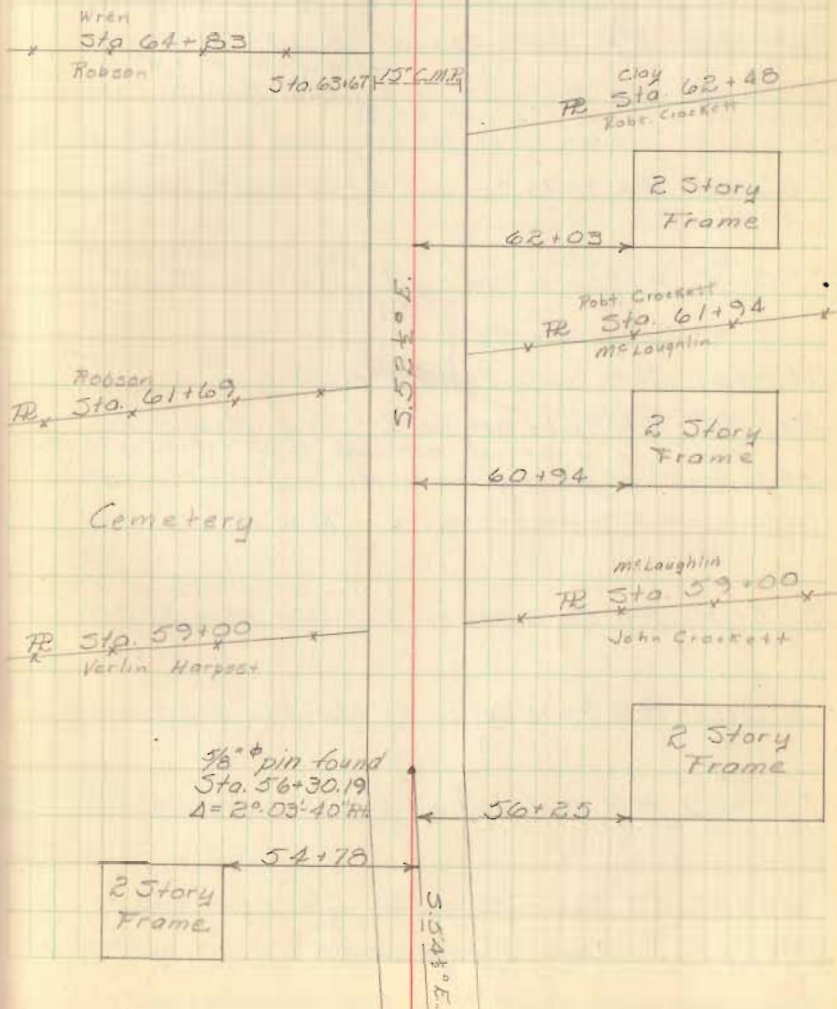 Wren
Sta 64+83
Robson
Sta. 63+67
15" C.M.P.
Clay
PL Sta. 62+48
Robt. Crockett
2 Story
Frame
62+03
S.52½°E.
Robt. Crockett
PL Sta. 61+94
McLaughlin
Robson
PL Sta. 61+69
2 Story
Frame
60+94
Cemetery
McLaughlin
PL Sta. 59+00
John Crockett
PL Sta. 59+00
Verlin Harpest
2 Story
Frame
5/8"ϕ pin found
Sta. 56+30.19
Δ=2°-03'-40"Rt.
56+25
54+78
2 Story
Frame
S.54½°E.